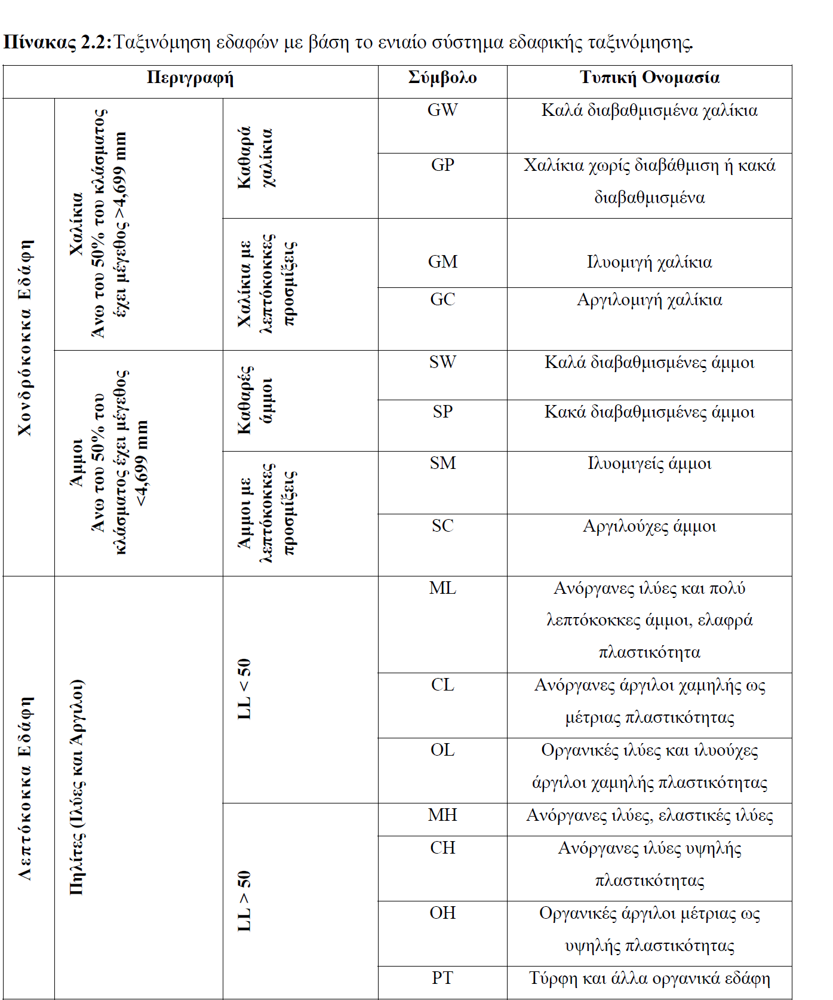 Πίνακας 2.2:Ταξινόμηση εδαφών με βάση το ενιαίο σύστημα εδαφικής ταξινόμησης.
Περιγραφή
Σύμβολο
Τυπική Ονομασία
Χονδρόκοκκα Εδάφη
Χαλίκια
Άνω του 50% του κλάσματος
έχει μέγεθος >4,699 mm
Καθαρά
χαλίκια
GW
Καλά διαβαθμισμένα χαλίκια
GP
Χαλίκια χωρίς διαβάθμιση ή κακά
διαβαθμισμένα
Χαλίκια με
λεπτόκοκκες
προσμίξεις
GM
Ιλυομιγή χαλίκια
GC
Αργιλομιγή χαλίκια
Άμμοι
Άνω του 50% του
κλάσματος έχει μέγεθος
<4,699 mm
Καθαρές
άμμοι
SW
Καλά διαβαθμισμένες άμμοι
SP
Κακά διαβαθμισμένες άμμοι
Άμμοι με
λεπτόκοκκες
προσμίξεις
SM
Ιλυομιγείς άμμοι
SC
Αργιλούχες άμμοι
Λεπτόκοκκα Εδάφη
Πηλίτες (Ιλύες και Άργιλοι)
LL < 50
ML
Ανόργανες ιλύες και πολύ
λεπτόκοκκες άμμοι, ελαφρά
πλαστικότητα
CL
Ανόργανες άργιλοι χαμηλής ως
μέτριας πλαστικότητας
OL
Οργανικές ιλύες και ιλυούχες
άργιλοι χαμηλής πλαστικότητας
LL > 50
MH
Ανόργανες ιλύες, ελαστικές ιλύες
CH
Ανόργανες ιλύες υψηλής
πλαστικότητας
OH
Οργανικές άργιλοι μέτριας ως
υψηλής πλαστικότητας
PT
Τύρφη και άλλα οργανικά εδάφη